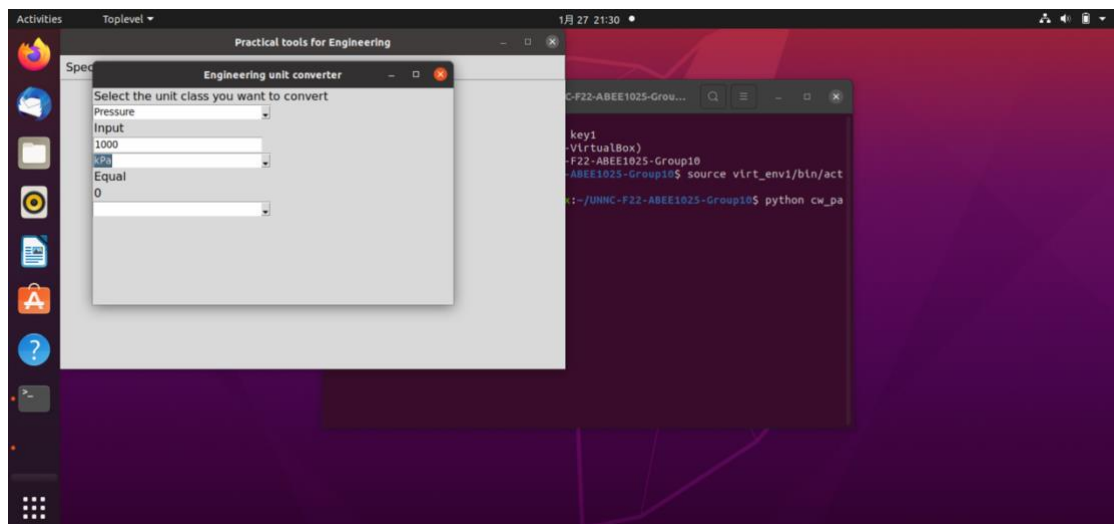 Activities Toplevel 1月 27 21:30
Practical tools for Engineering
Spec
Engineering unit converter
Select the unit class you want to convert
Pressure
Input
1000
kPa
Equal
0
C-F22-ABEE1025-Grou...
key1
-VirtualBox)
-F22-ABEE1025-Group10
-ABEE1025-Group10$ source virt_env1/bin/act
x:~/UNNC-F22-ABEE1025-Group10$ python cw_pa